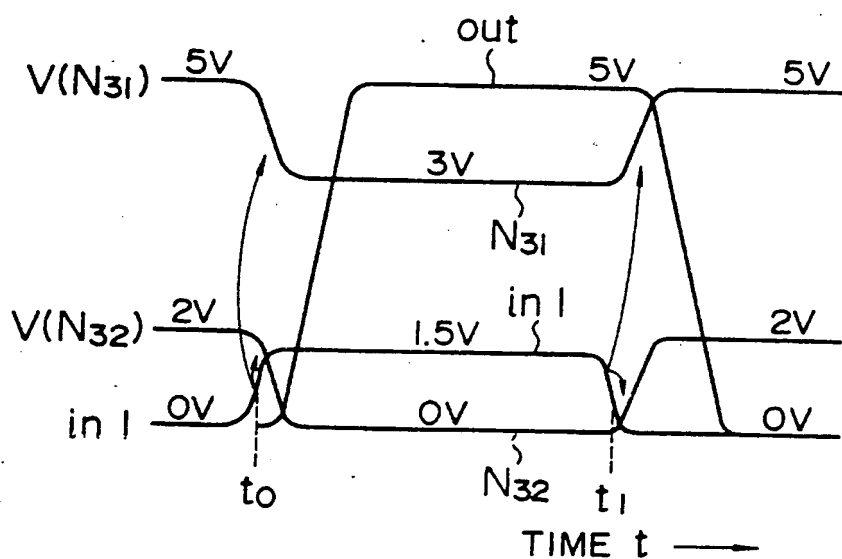 out
V(N31) 5V 5V 5V
3V
N31
V(N32) 2V in 1 2V
1.5V
in 1 0V 0V 0V
t0 N32 t1
TIME t